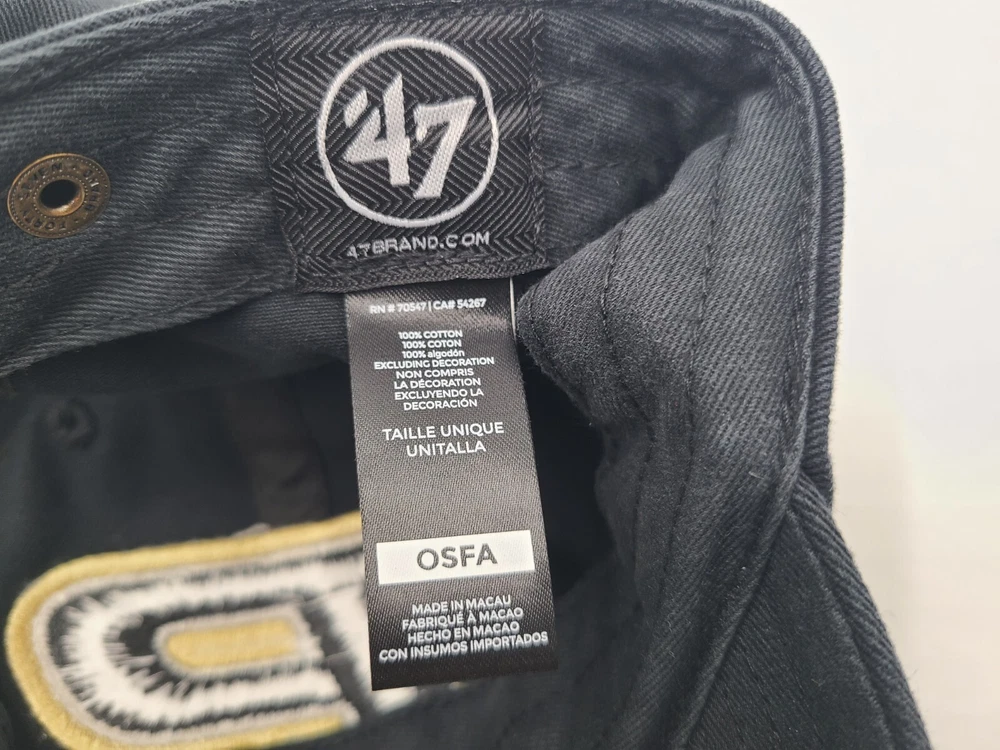 '47
47BRAND.COM
RN # 70547 | CA# 54267
100% COTTON
100% COTON
100% algodón
EXCLUDING DECORATION
NON COMPRIS
LA DÉCORATION
EXCLUYENDO LA
DECORACIÓN
TAILLE UNIQUE
UNITALLA
OSFA
MADE IN MACAU
FABRIQUÉ À MACAO
HECHO EN MACAO
CON INSUMOS IMPORTADOS